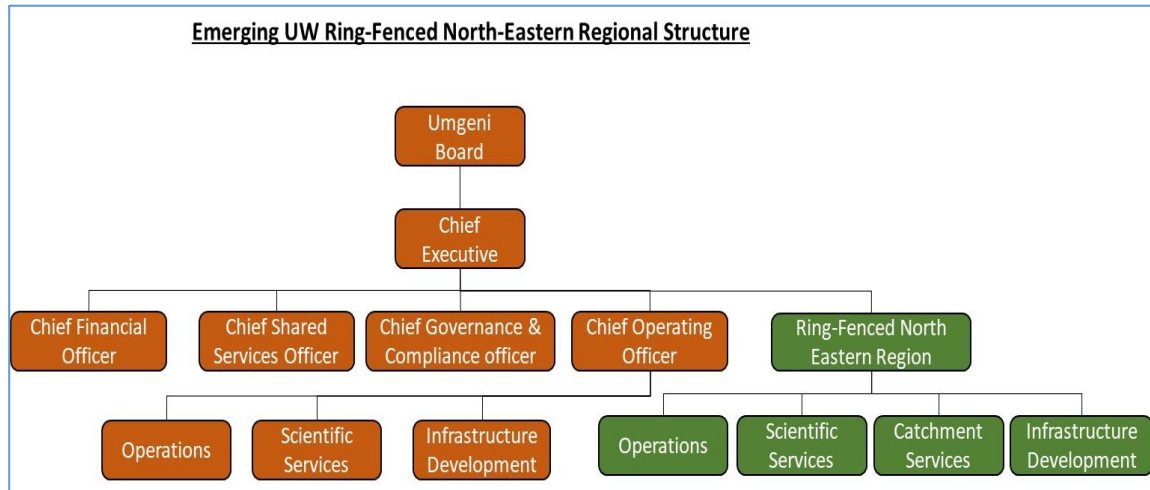 Emerging UW Ring-Fenced North-Eastern Regional Structure
Umgeni
Board
Chief
Executive
Chief Financial
Officer
Chief Shared
Services Officer
Chief Governance &
Compliance officer
Chief Operating
Officer
Ring-Fenced North
Eastern Region
Operations
Scientific
Services
Infrastructure
Development
Operations
Scientific
Services
Catchment
Services
Infrastructure
Development